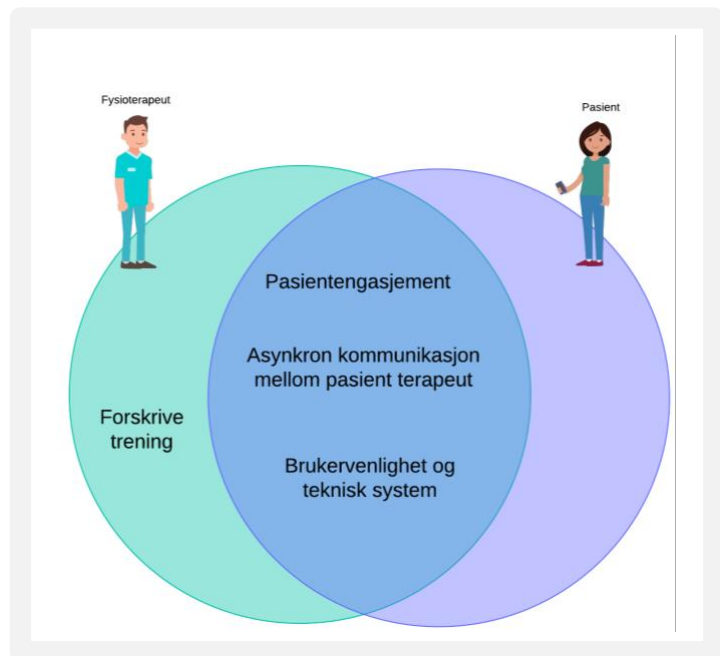 Fysioterapeut
Pasient
Pasientengasjement
Asynkron kommunikasjon
mellom pasient terapeut
Forskrive
trening
Brukervenlighet og
teknisk system